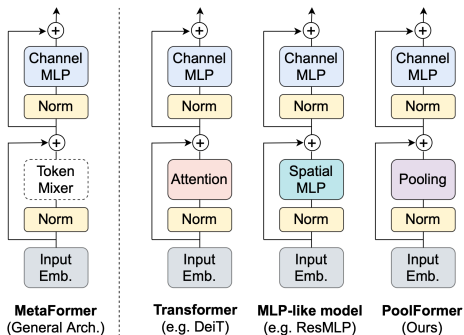 +
Channel
MLP
Norm
+
Token
Mixer
Norm
Input
Emb.
MetaFormer
(General Arch.)
+
Channel
MLP
Norm
+
Attention
Norm
Input
Emb.
Transformer
(e.g. DeiT)
+
Channel
MLP
Norm
+
Spatial
MLP
Norm
Input
Emb.
MLP-like model
(e.g. ResMLP)
+
Channel
MLP
Norm
+
Pooling
Norm
Input
Emb.
PoolFormer
(Ours)